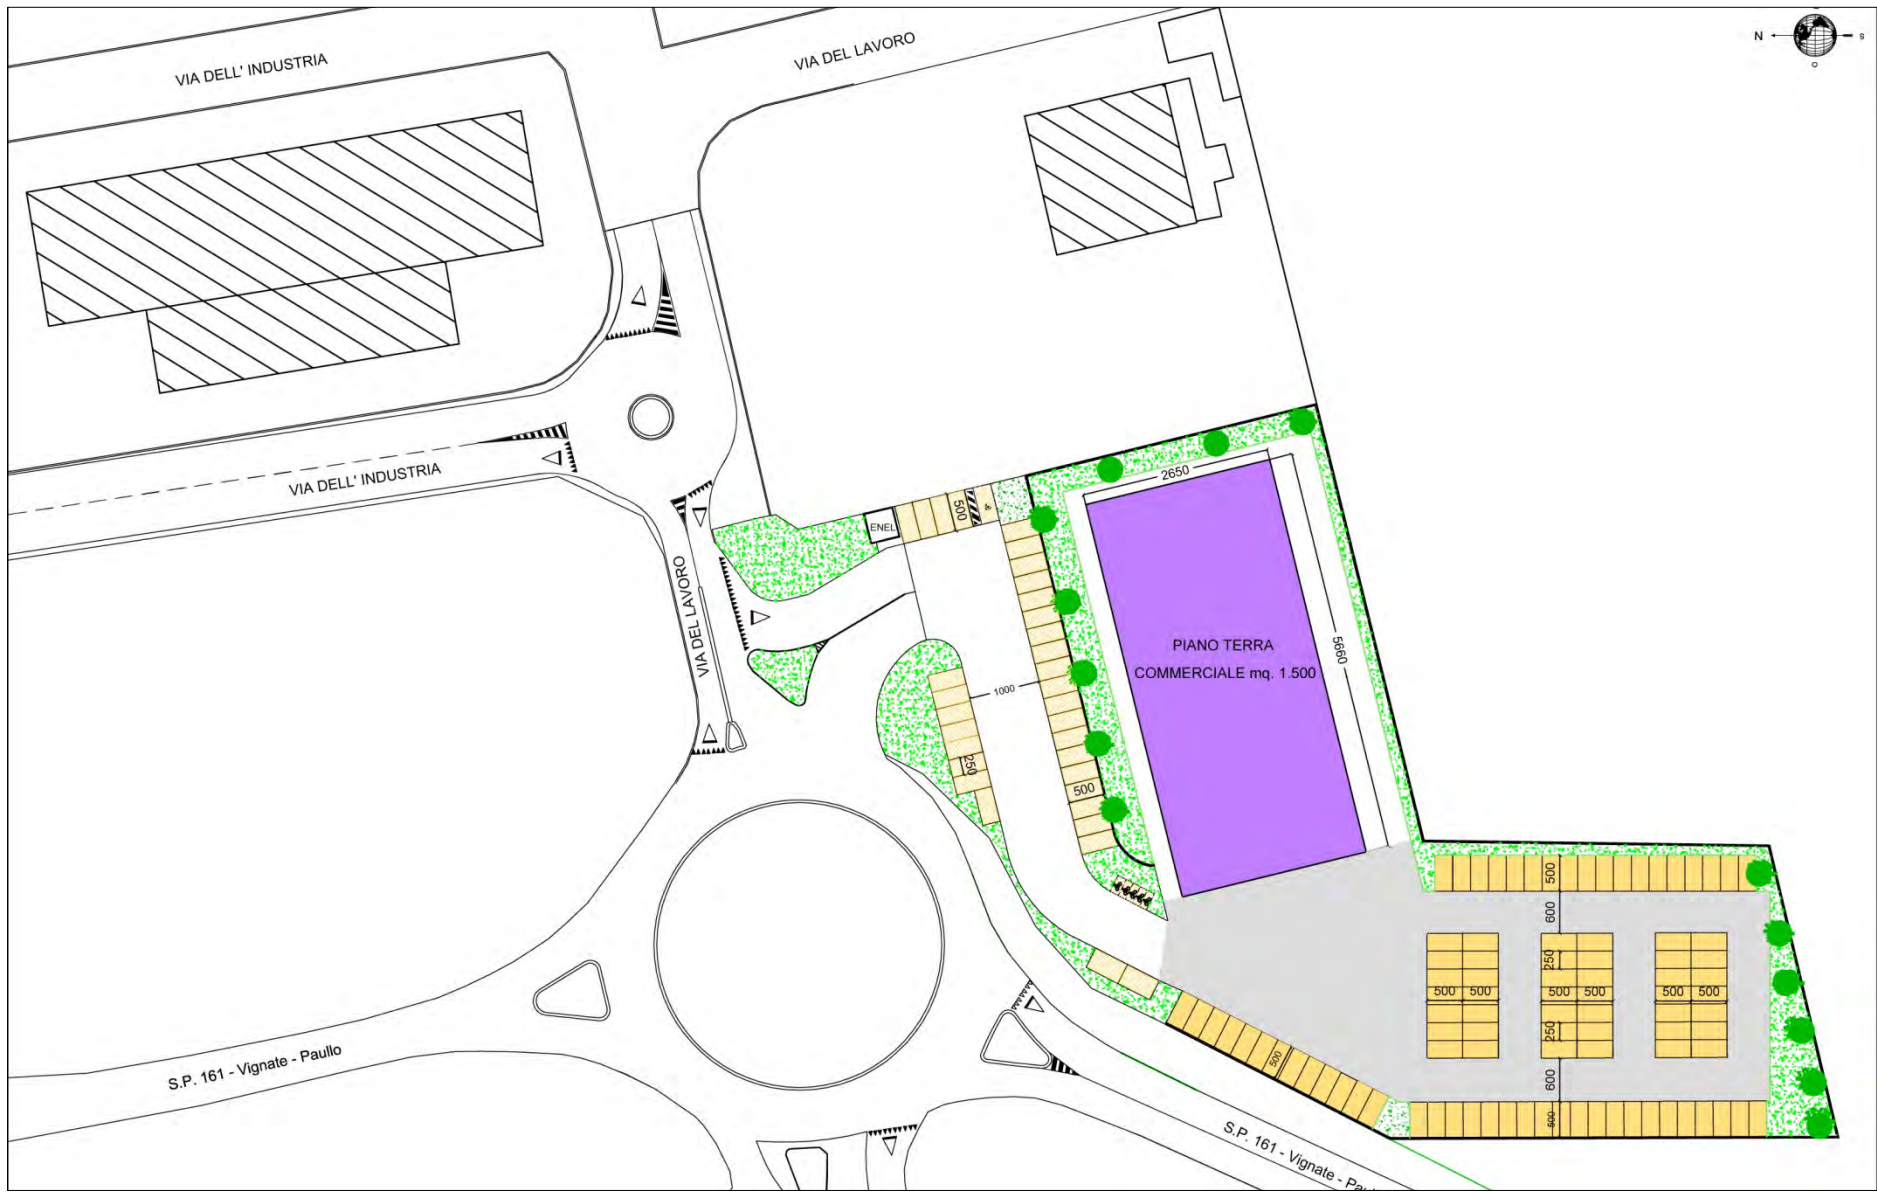 VIA DELL' INDUSTRIA
VIA DEL LAVORO
N
S
O
VIA DELL' INDUSTRIA
2650
ENEL
500
VIA DEL LAVORO
PIANO TERRA
COMMERCIALE mq. 1.500
5660
1000
250
500
500
600
250
500 500
500 500
500 500
250
600
500
500
S.P. 161 - Vignate - Paullo
S.P. 161 - Vignate - Pau